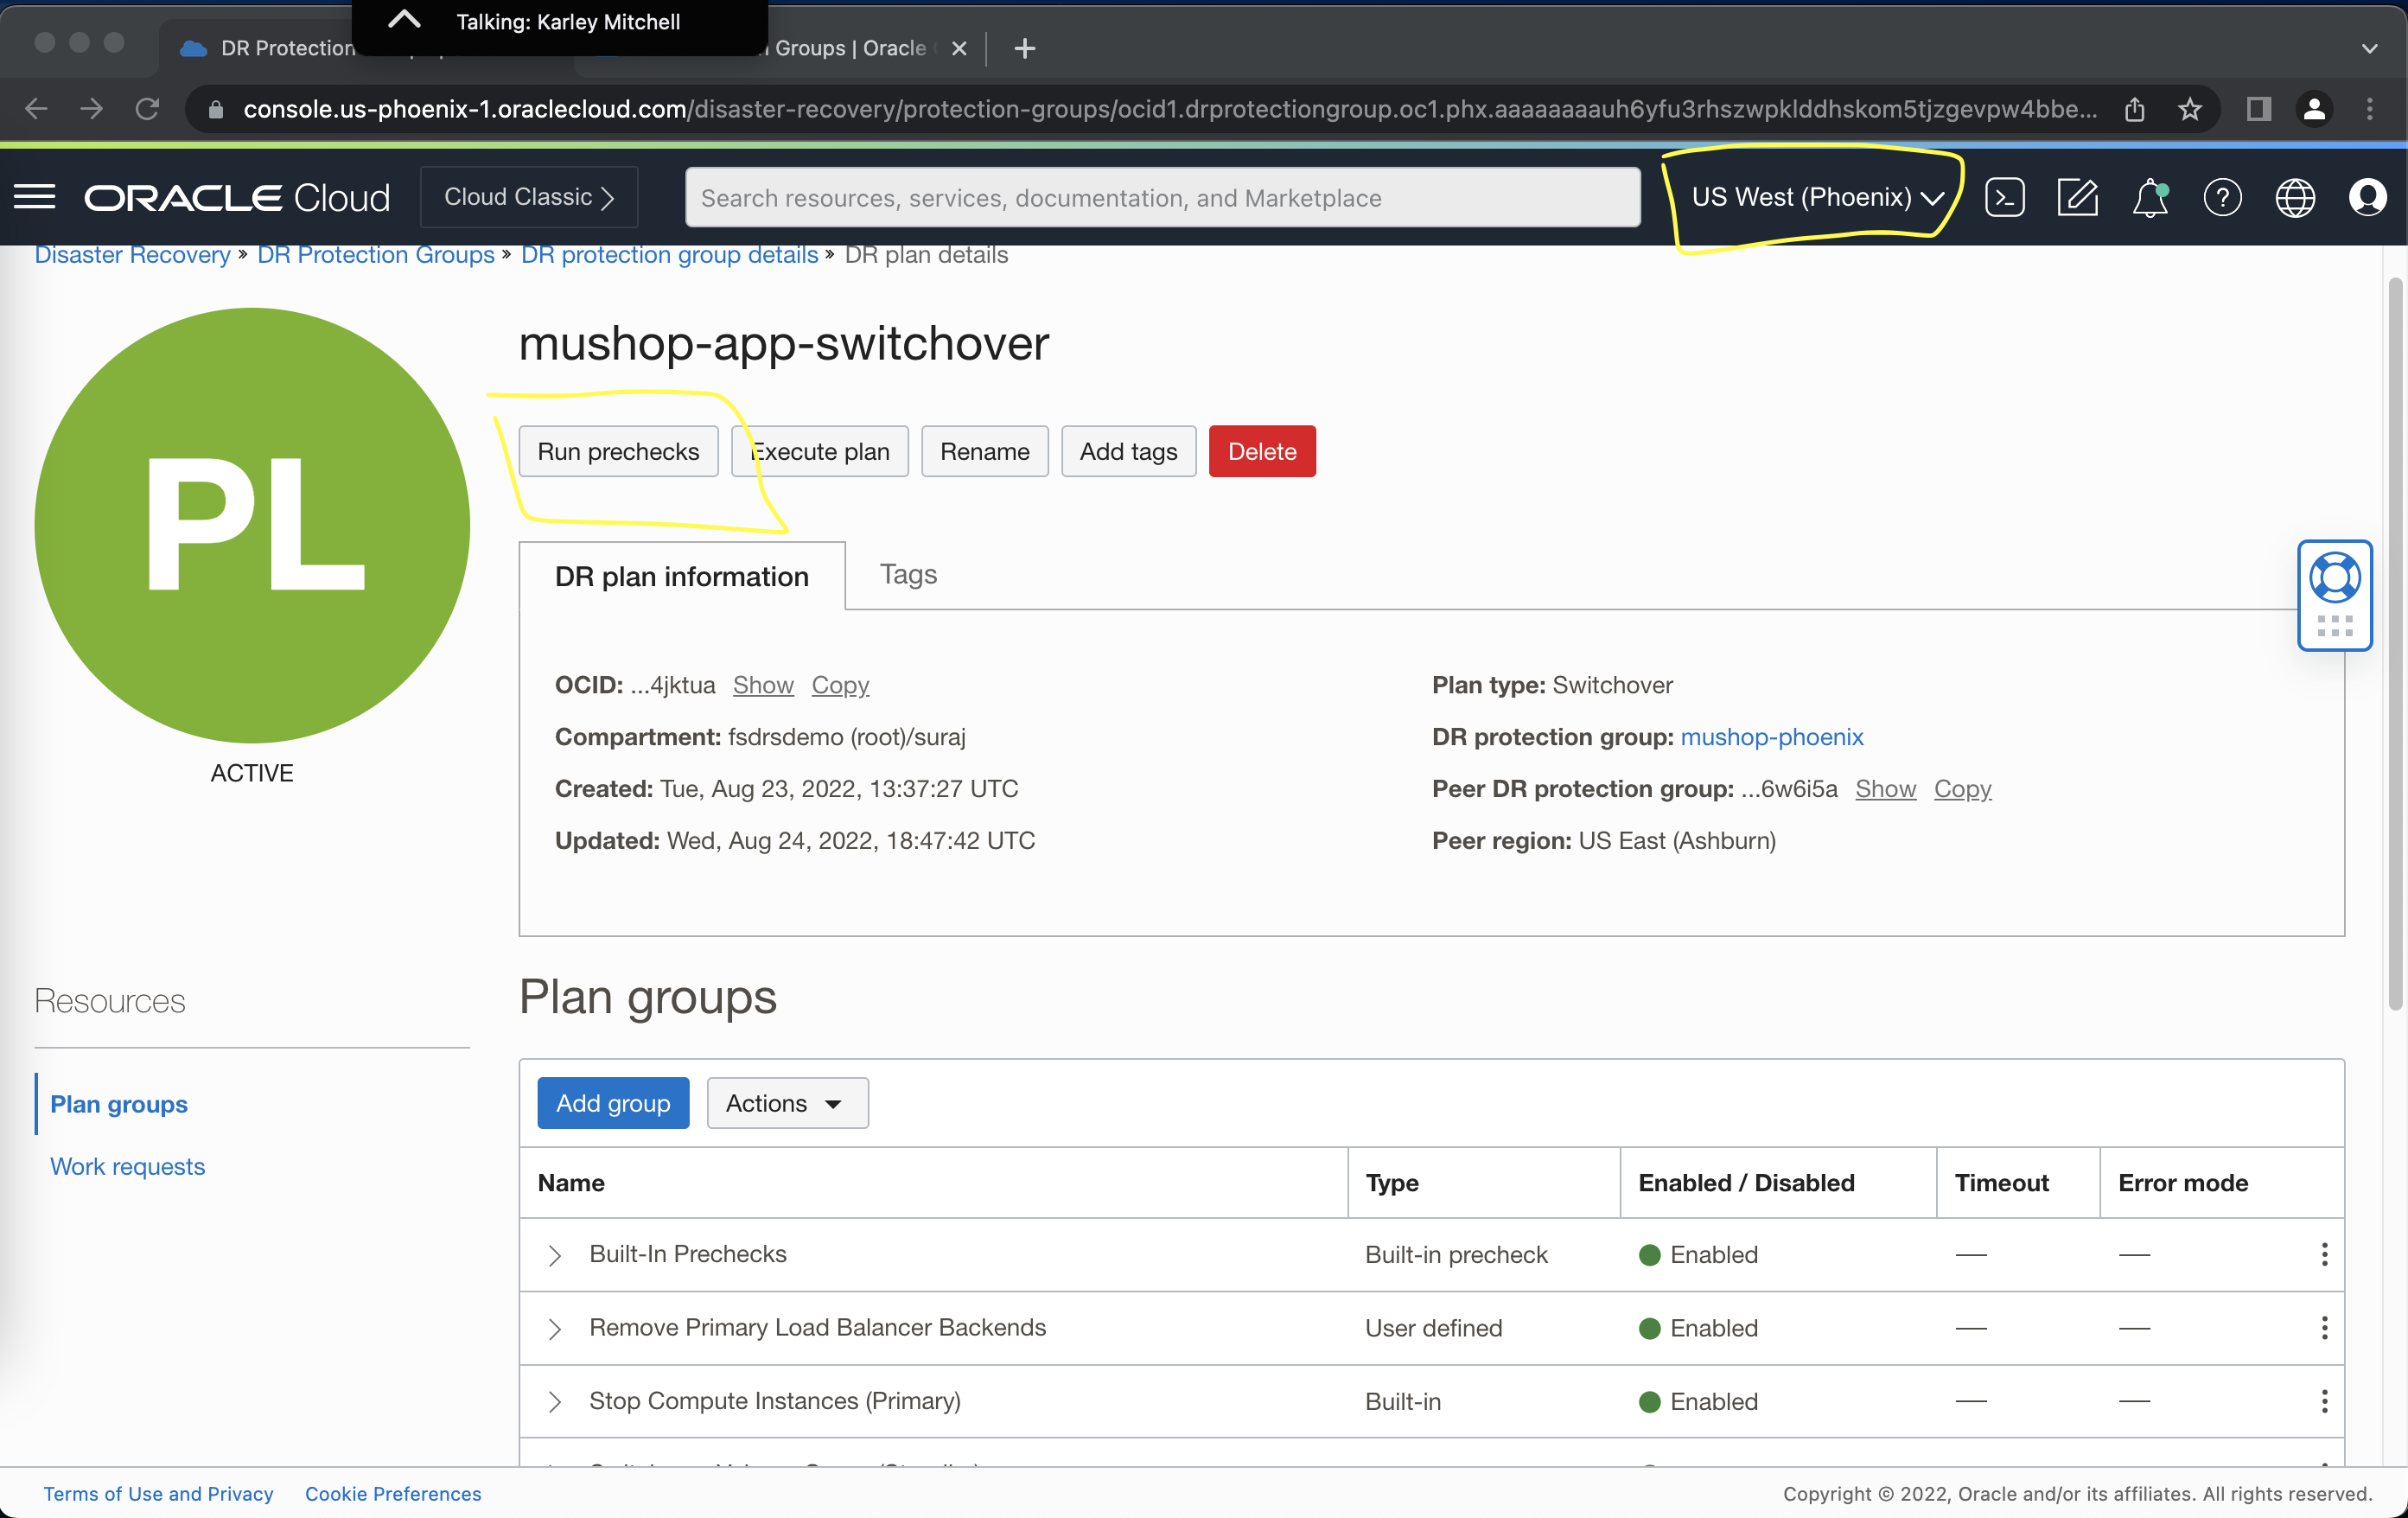 Talking: Karley Mitchell
DR Protection
Groups | Oracle
console.us-phoenix-1.oraclecloud.com/disaster-recovery/protection-groups/ocid1.drprotectiongroup.oc1.phx.aaaaaaaauh6yfu3rhszwpklddhskom5tjzgevpw4bbe...
ORACLE Cloud
Cloud Classic
Search resources, services, documentation, and Marketplace
US West (Phoenix)
Disaster Recovery » DR Protection Groups » DR protection group details » DR plan details
PL
ACTIVE
mushop-app-switchover
Run prechecks Execute plan Rename Add tags Delete
DR plan information Tags
OCID: ...4jktua Show Copy
Compartment: fsdrsdemo (root)/suraj
Created: Tue, Aug 23, 2022, 13:37:27 UTC
Updated: Wed, Aug 24, 2022, 18:47:42 UTC
Plan type: Switchover
DR protection group: mushop-phoenix
Peer DR protection group: ...6w6i5a Show Copy
Peer region: US East (Ashburn)
Resources
Plan groups
Work requests
Plan groups
Add group Actions
Name Type Enabled / Disabled Timeout Error mode
Built-In Prechecks Built-in precheck Enabled — —
Remove Primary Load Balancer Backends User defined Enabled — —
Stop Compute Instances (Primary) Built-in Enabled — —
Terms of Use and Privacy Cookie Preferences
Copyright © 2022, Oracle and/or its affiliates. All rights reserved.